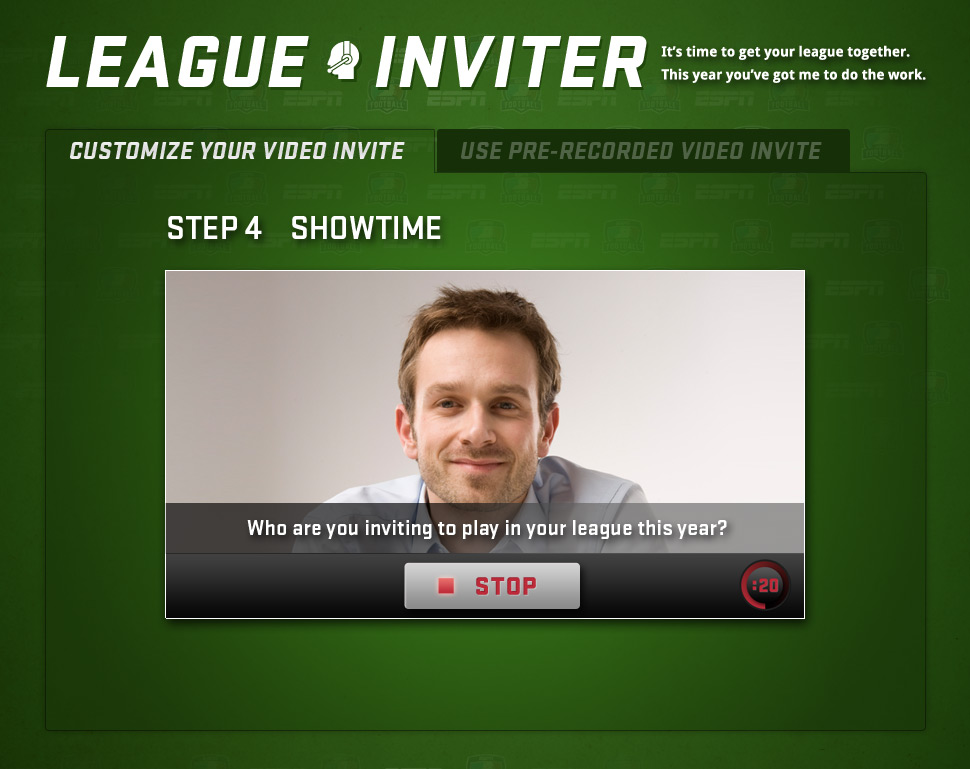 LEAGUE INVITER
It's time to get your league together.
This year you've got me to do the work.
CUSTOMIZE YOUR VIDEO INVITE
USE PRE-RECORDED VIDEO INVITE
STEP 4 SHOWTIME
Who are you inviting to play in your league this year?
STOP
:20
ESPN